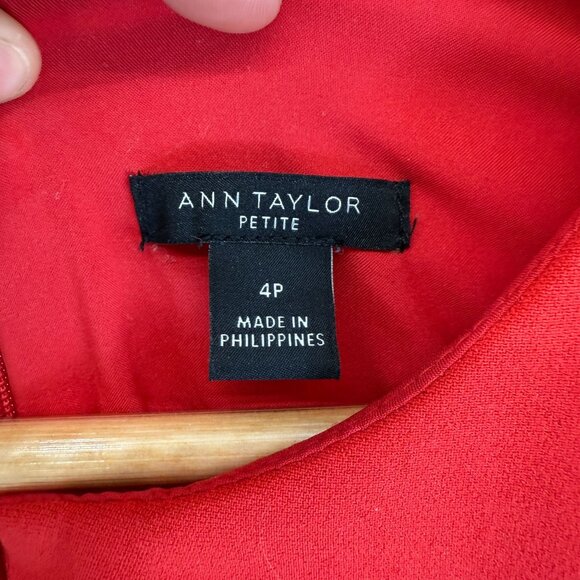 ANN TAYLOR
PETITE
4P
MADE IN
PHILIPPINES